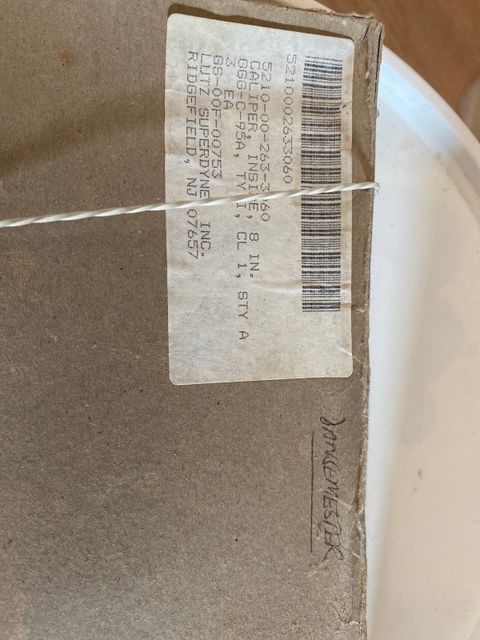 5210002633060
5210-00-263-3060
CALIPER, INSIDE, 8 IN.
GGG-C-95A, TY 1, CL 1, STY A
3 EA
GS-00F-00753
LUTZ SUPERDYNE, INC.
RIDGEFIELD, NJ 07657